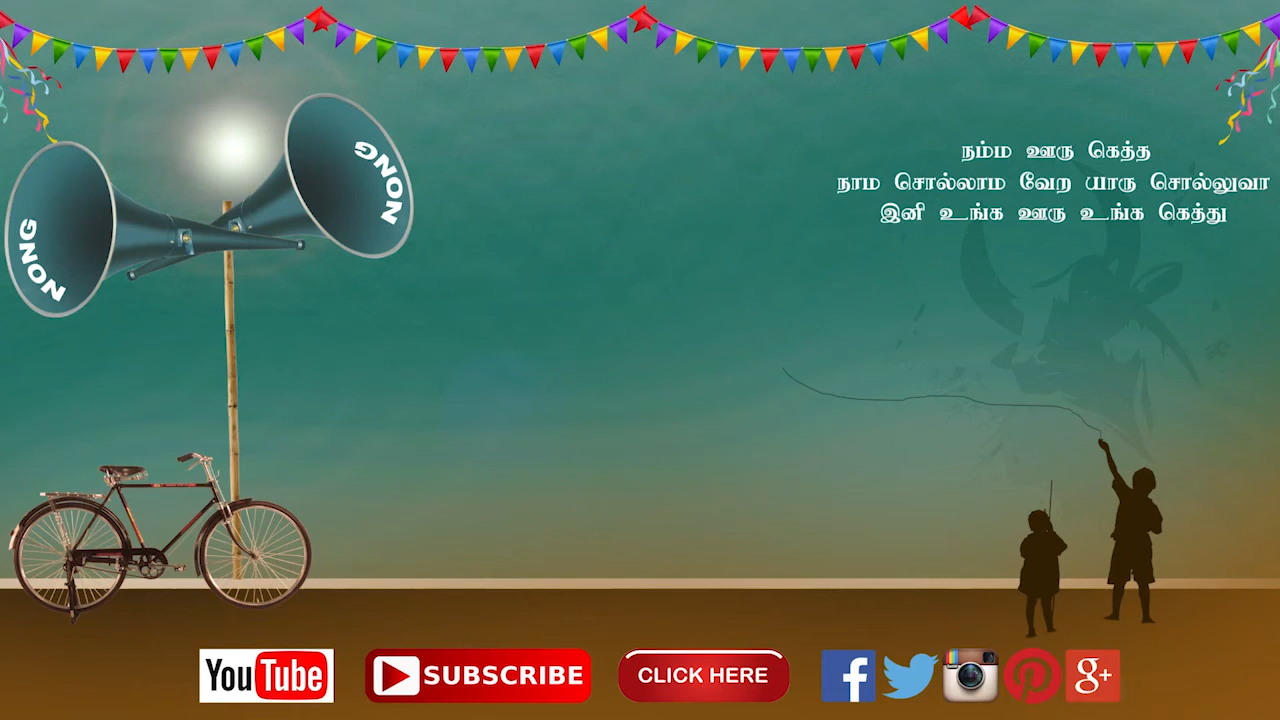 நம்ம ஊரு கெத்த
நாம சொல்லாம வேற யாரு சொல்லுவா
இனி உங்க ஊரு உங்க கெத்து
NONG
NONG
YouTube
SUBSCRIBE
CLICK HERE
f
g+